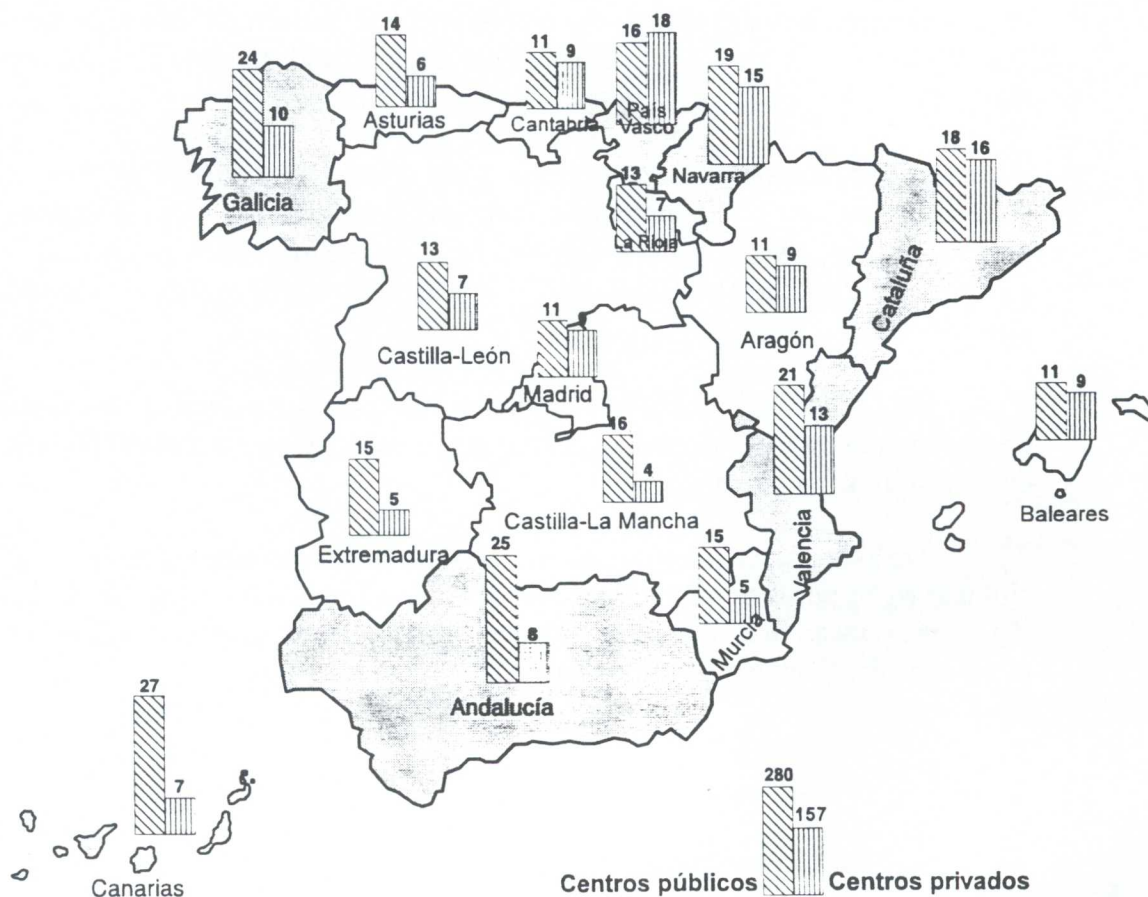 14
6
Asturias
11
9
Cantabria
16
18
País
Vasco
19
15
Navarra
24
10
Galicia
13
7
La Rioja
18
16
Cataluña
11
9
Aragón
13
7
Castilla-León
11
Madrid
21
13
Valencia
11
9
Baleares
15
5
Extremadura
16
4
Castilla-La Mancha
15
5
Murcia
25
Andalucía
27
7
Canarias
280
157
Centros públicos
Centros privados